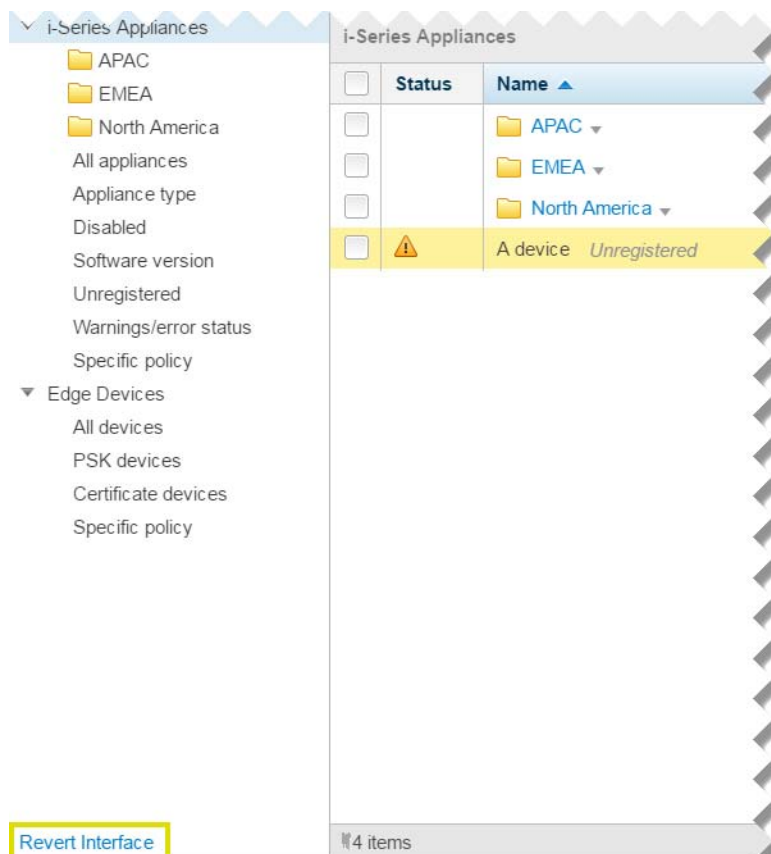 i-Series Appliances
APAC
EMEA
North America
All appliances
Appliance type
Disabled
Software version
Unregistered
Warnings/error status
Specific policy
Edge Devices
All devices
PSK devices
Certificate devices
Specific policy
Revert Interface
i-Series Appliances
Status Name
APAC
EMEA
North America
A device Unregistered
4 items